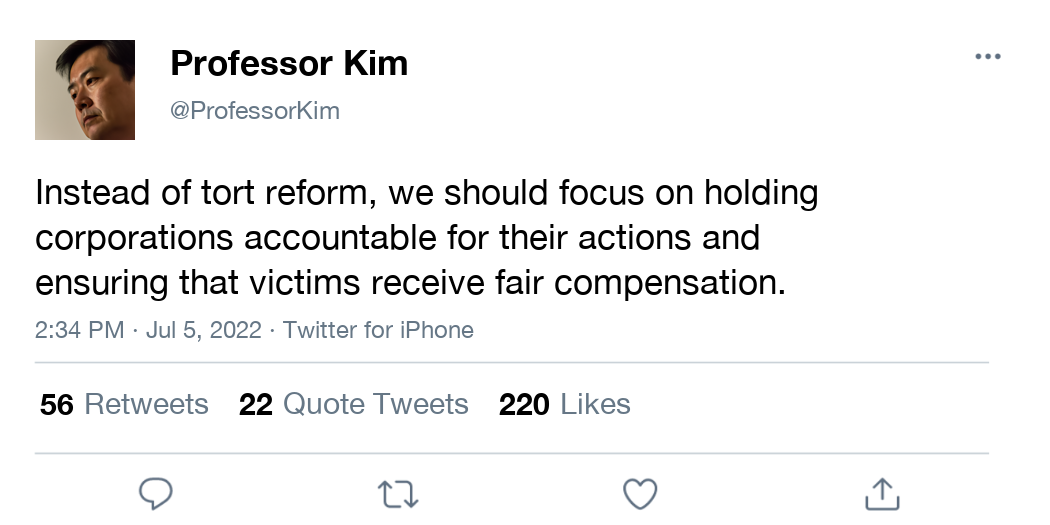 Professor Kim
@ProfessorKim
Instead of tort reform, we should focus on holding
corporations accountable for their actions and
ensuring that victims receive fair compensation.
2:34 PM · Jul 5, 2022 · Twitter for iPhone
56 Retweets 22 Quote Tweets 220 Likes